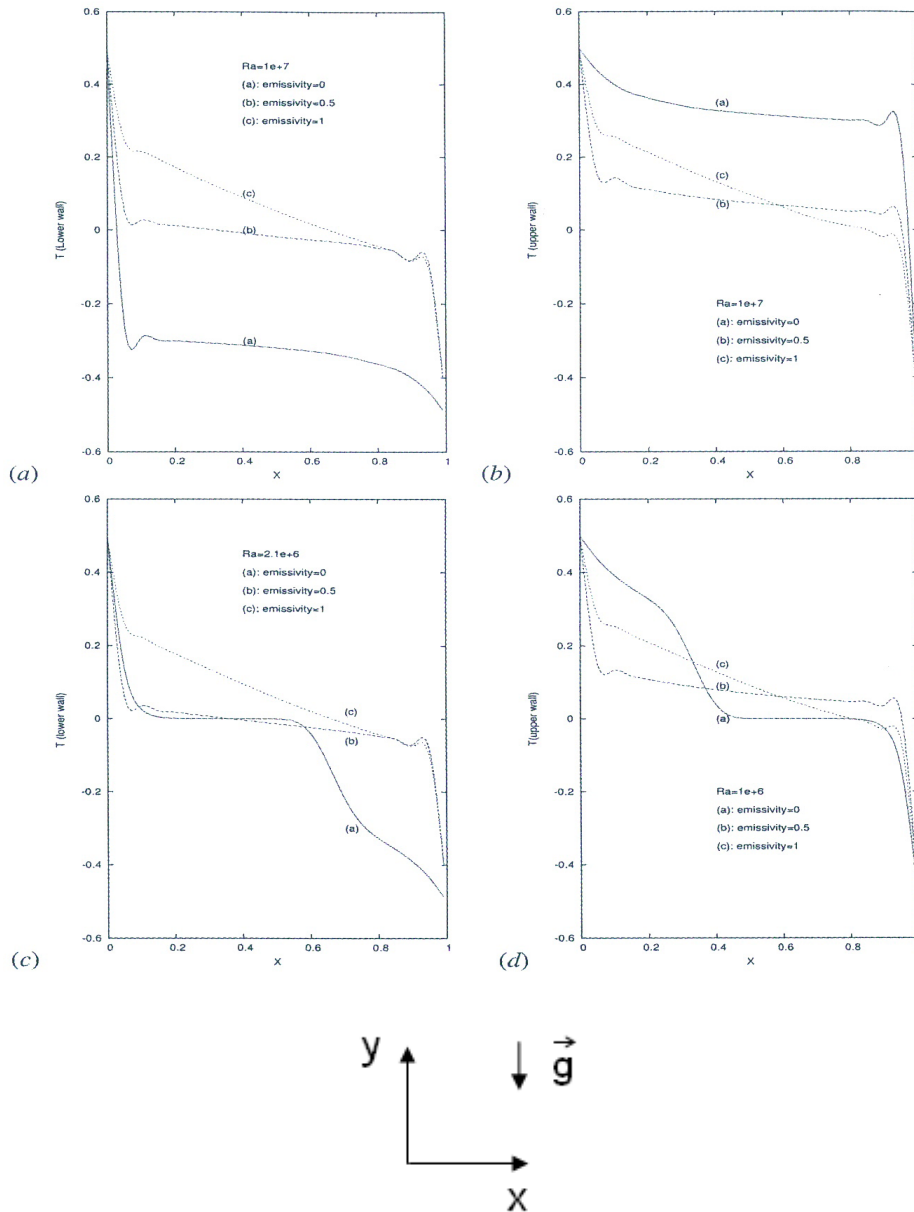 0.6
0.4
0.2
0
-0.2
-0.4
-0.6
T (Lower wall)
Ra=1e+7
(a): emissivity=0
(b): emissivity=0.5
(c): emissivity=1
(c)
(b)
(a)
0 0.2 0.4 0.6 0.8 1
X
(a)
0.6
0.4
0.2
0
-0.2
-0.4
-0.6
T (upper wall)
(a)
(c)
(b)
Ra=1e+7
(a): emissivity=0
(b): emissivity=0.5
(c): emissivity=1
0 0.2 0.4 0.6 0.8
X
(b)
0.6
0.4
0.2
0
-0.2
-0.4
-0.6
T (lower wall)
Ra=2.1e+6
(a): emissivity=0
(b): emissivity=0.5
(c): emissivity=1
(c)
(b)
(a)
0 0.2 0.4 0.6 0.8 1
X
(c)
0.6
0.4
0.2
0
-0.2
-0.4
-0.6
T(upper wall)
(c)
(b)
(a)
Ra=1e+6
(a): emissivity=0
(b): emissivity=0.5
(c): emissivity=1
0 0.2 0.4 0.6 0.8
X
(d)
y
g
x